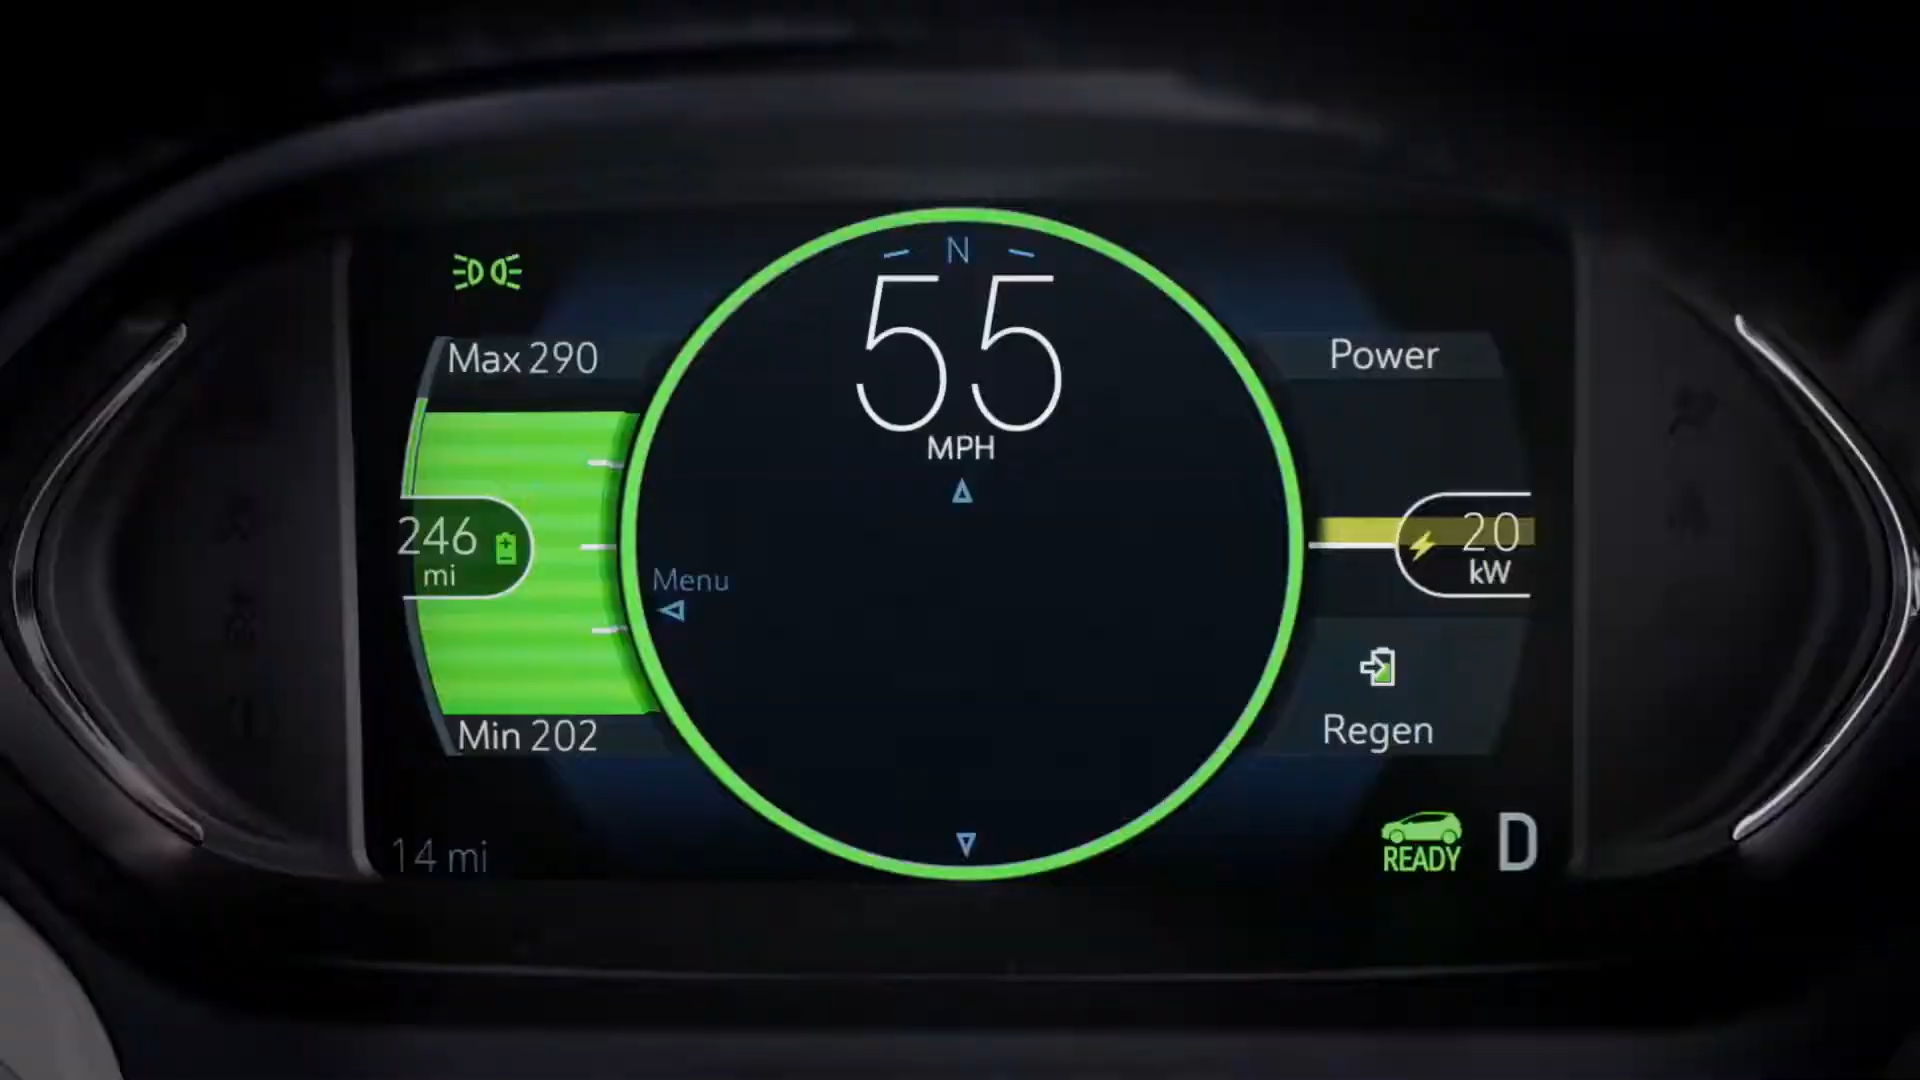 N
55
MPH
Max 290
246
mi
Min 202
Menu
Power
20
kW
Regen
14 mi
READY
D